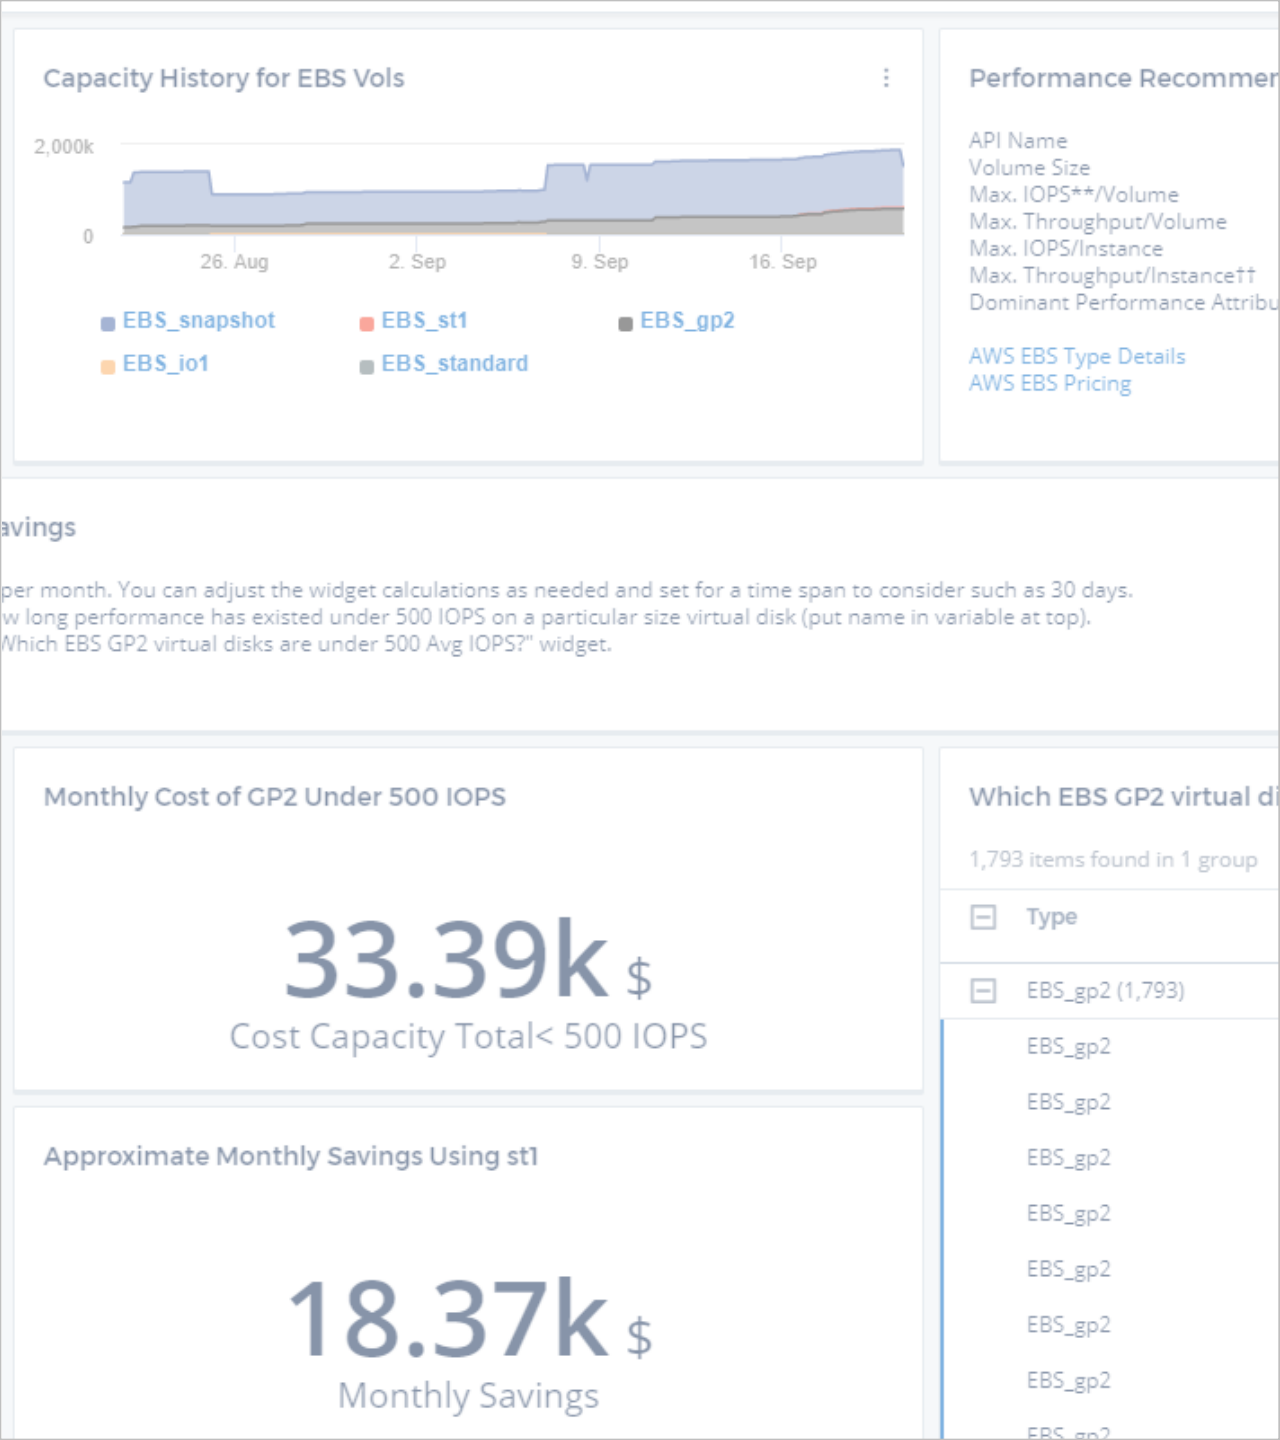 Capacity History for EBS Vols
2,000k
0
26. Aug 2. Sep 9. Sep 16. Sep
EBS_snapshot EBS_st1 EBS_gp2
EBS_io1 EBS_standard
Performance
API Name
Volume Size
Max. IOPS**/Volume
Max. Throughput/Volume
Max. IOPS/Instance
Max. Throughput/Instance††
Dominant Performance
AWS EBS Type Details
AWS EBS Pricing
avings
per month. You can adjust the widget calculations as needed and set for a time span to consider such as 30 days.
w long performance has existed under 500 IOPS on a particular size virtual disk (put name in variable at top).
Which EBS GP2 virtual disks are under 500 Avg IOPS?" widget.
Monthly Cost of GP2 Under 500 IOPS
33.39k $
Cost Capacity Total< 500 IOPS
Approximate Monthly Savings Using st1
18.37k $
Monthly Savings
Which EBS GP2 virtual
1,793 items found in 1 group
Type
EBS_gp2 (1,793)
EBS_gp2
EBS_gp2
EBS_gp2
EBS_gp2
EBS_gp2
EBS_gp2
EBS_gp2
EBS_gp2